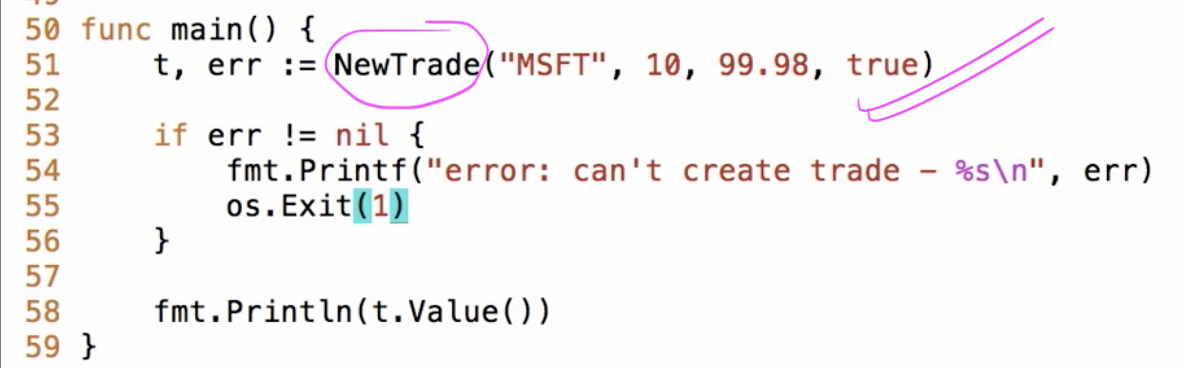 50 func main() {
51 t, err := NewTrade("MSFT", 10, 99.98, true)
52
53 if err != nil {
54 fmt.Printf("error: can't create trade – %s\n", err)
55 os.Exit(1)
56 }
57
58 fmt.Println(t.Value())
59 }